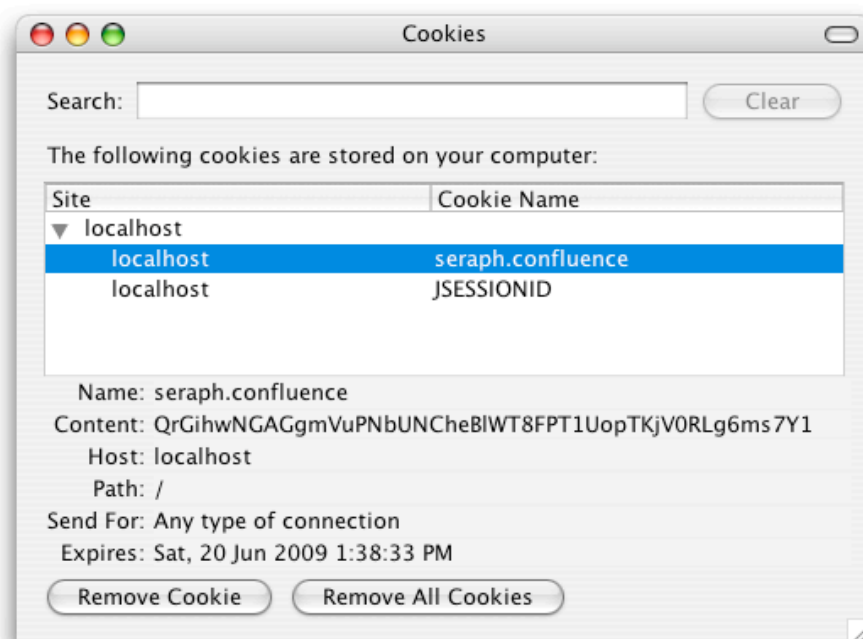 Cookies
Search: Clear
The following cookies are stored on your computer:
Site Cookie Name
localhost
localhost seraph.confluence
localhost JSESSIONID
Name: seraph.confluence
Content: QrGihwNGAGgmVuPNbUNCheBlWT8FPT1UopTKjV0RLg6ms7Y1
Host: localhost
Path: /
Send For: Any type of connection
Expires: Sat, 20 Jun 2009 1:38:33 PM
Remove Cookie Remove All Cookies